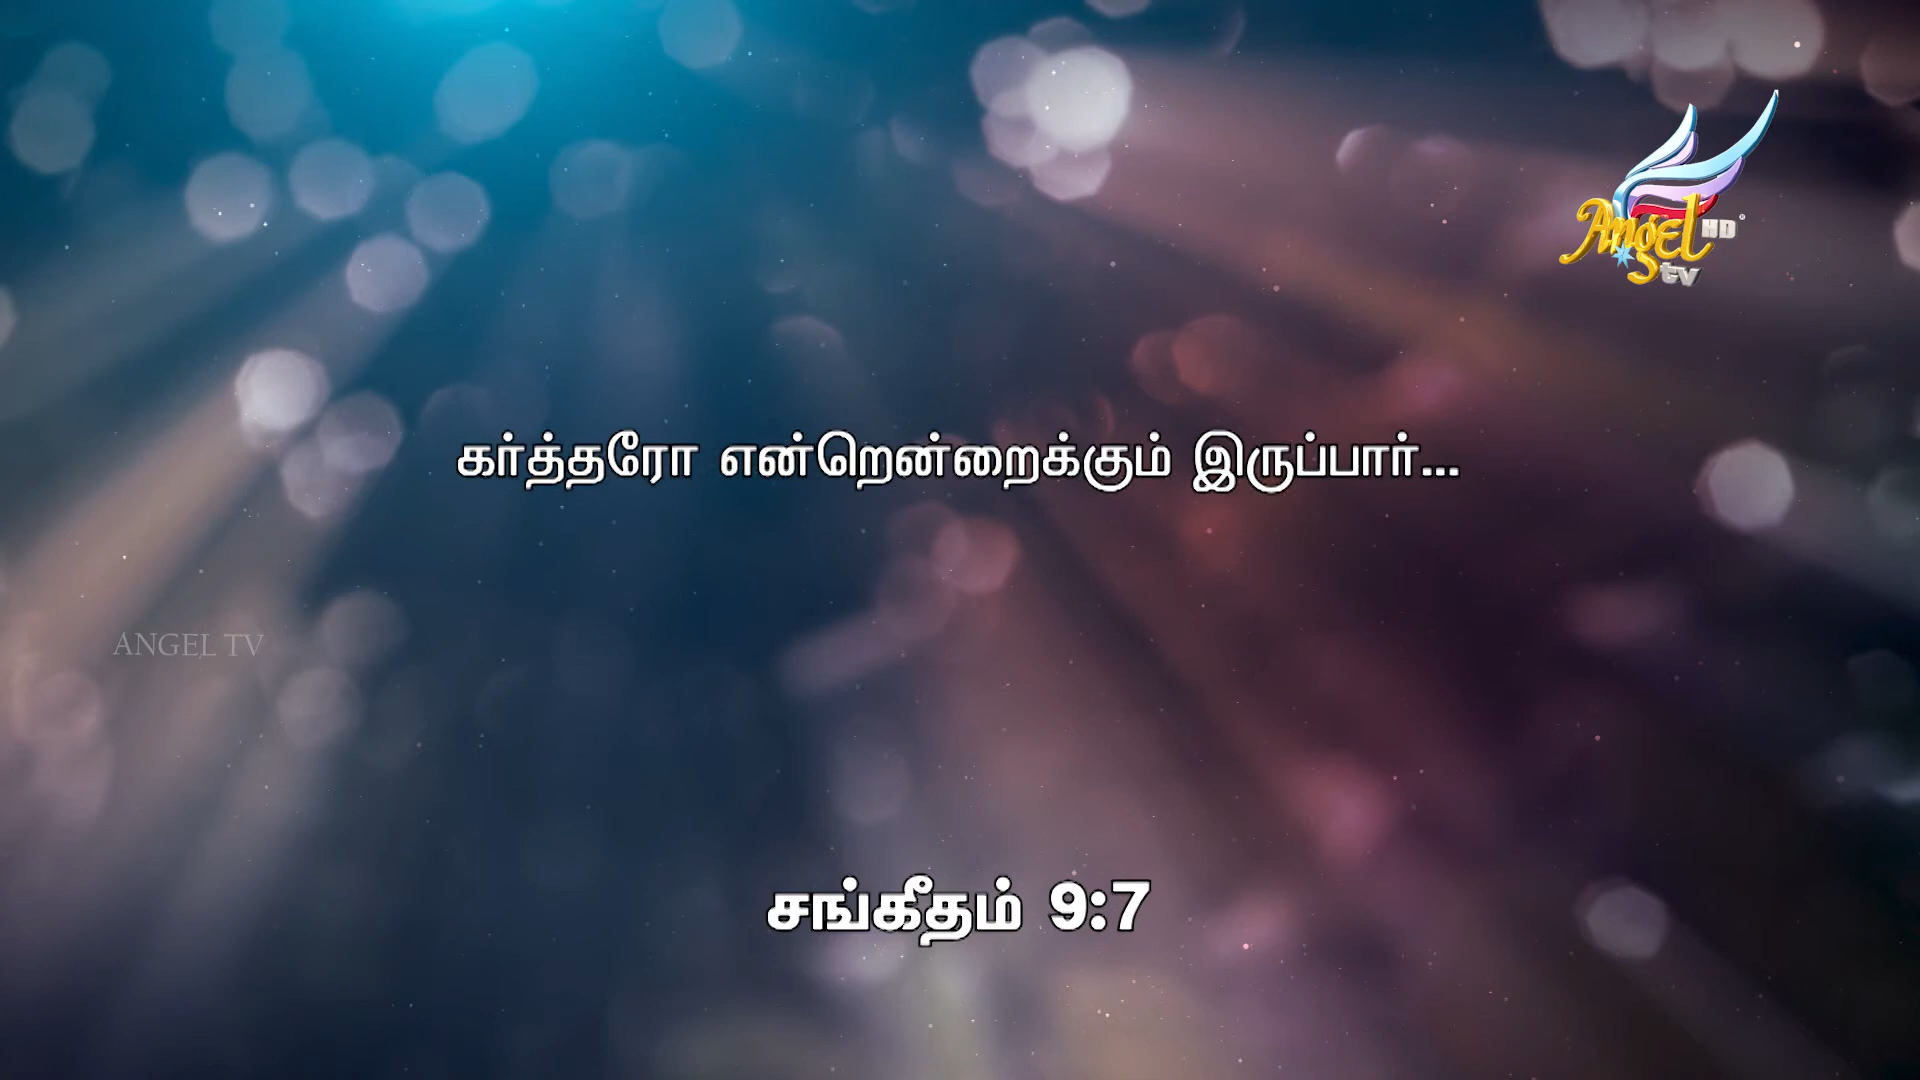 Angel HD
tv
கர்த்தரோ என்றென்றைக்கும் இருப்பார்...
ANGEL TV
சங்கீதம் 9:7